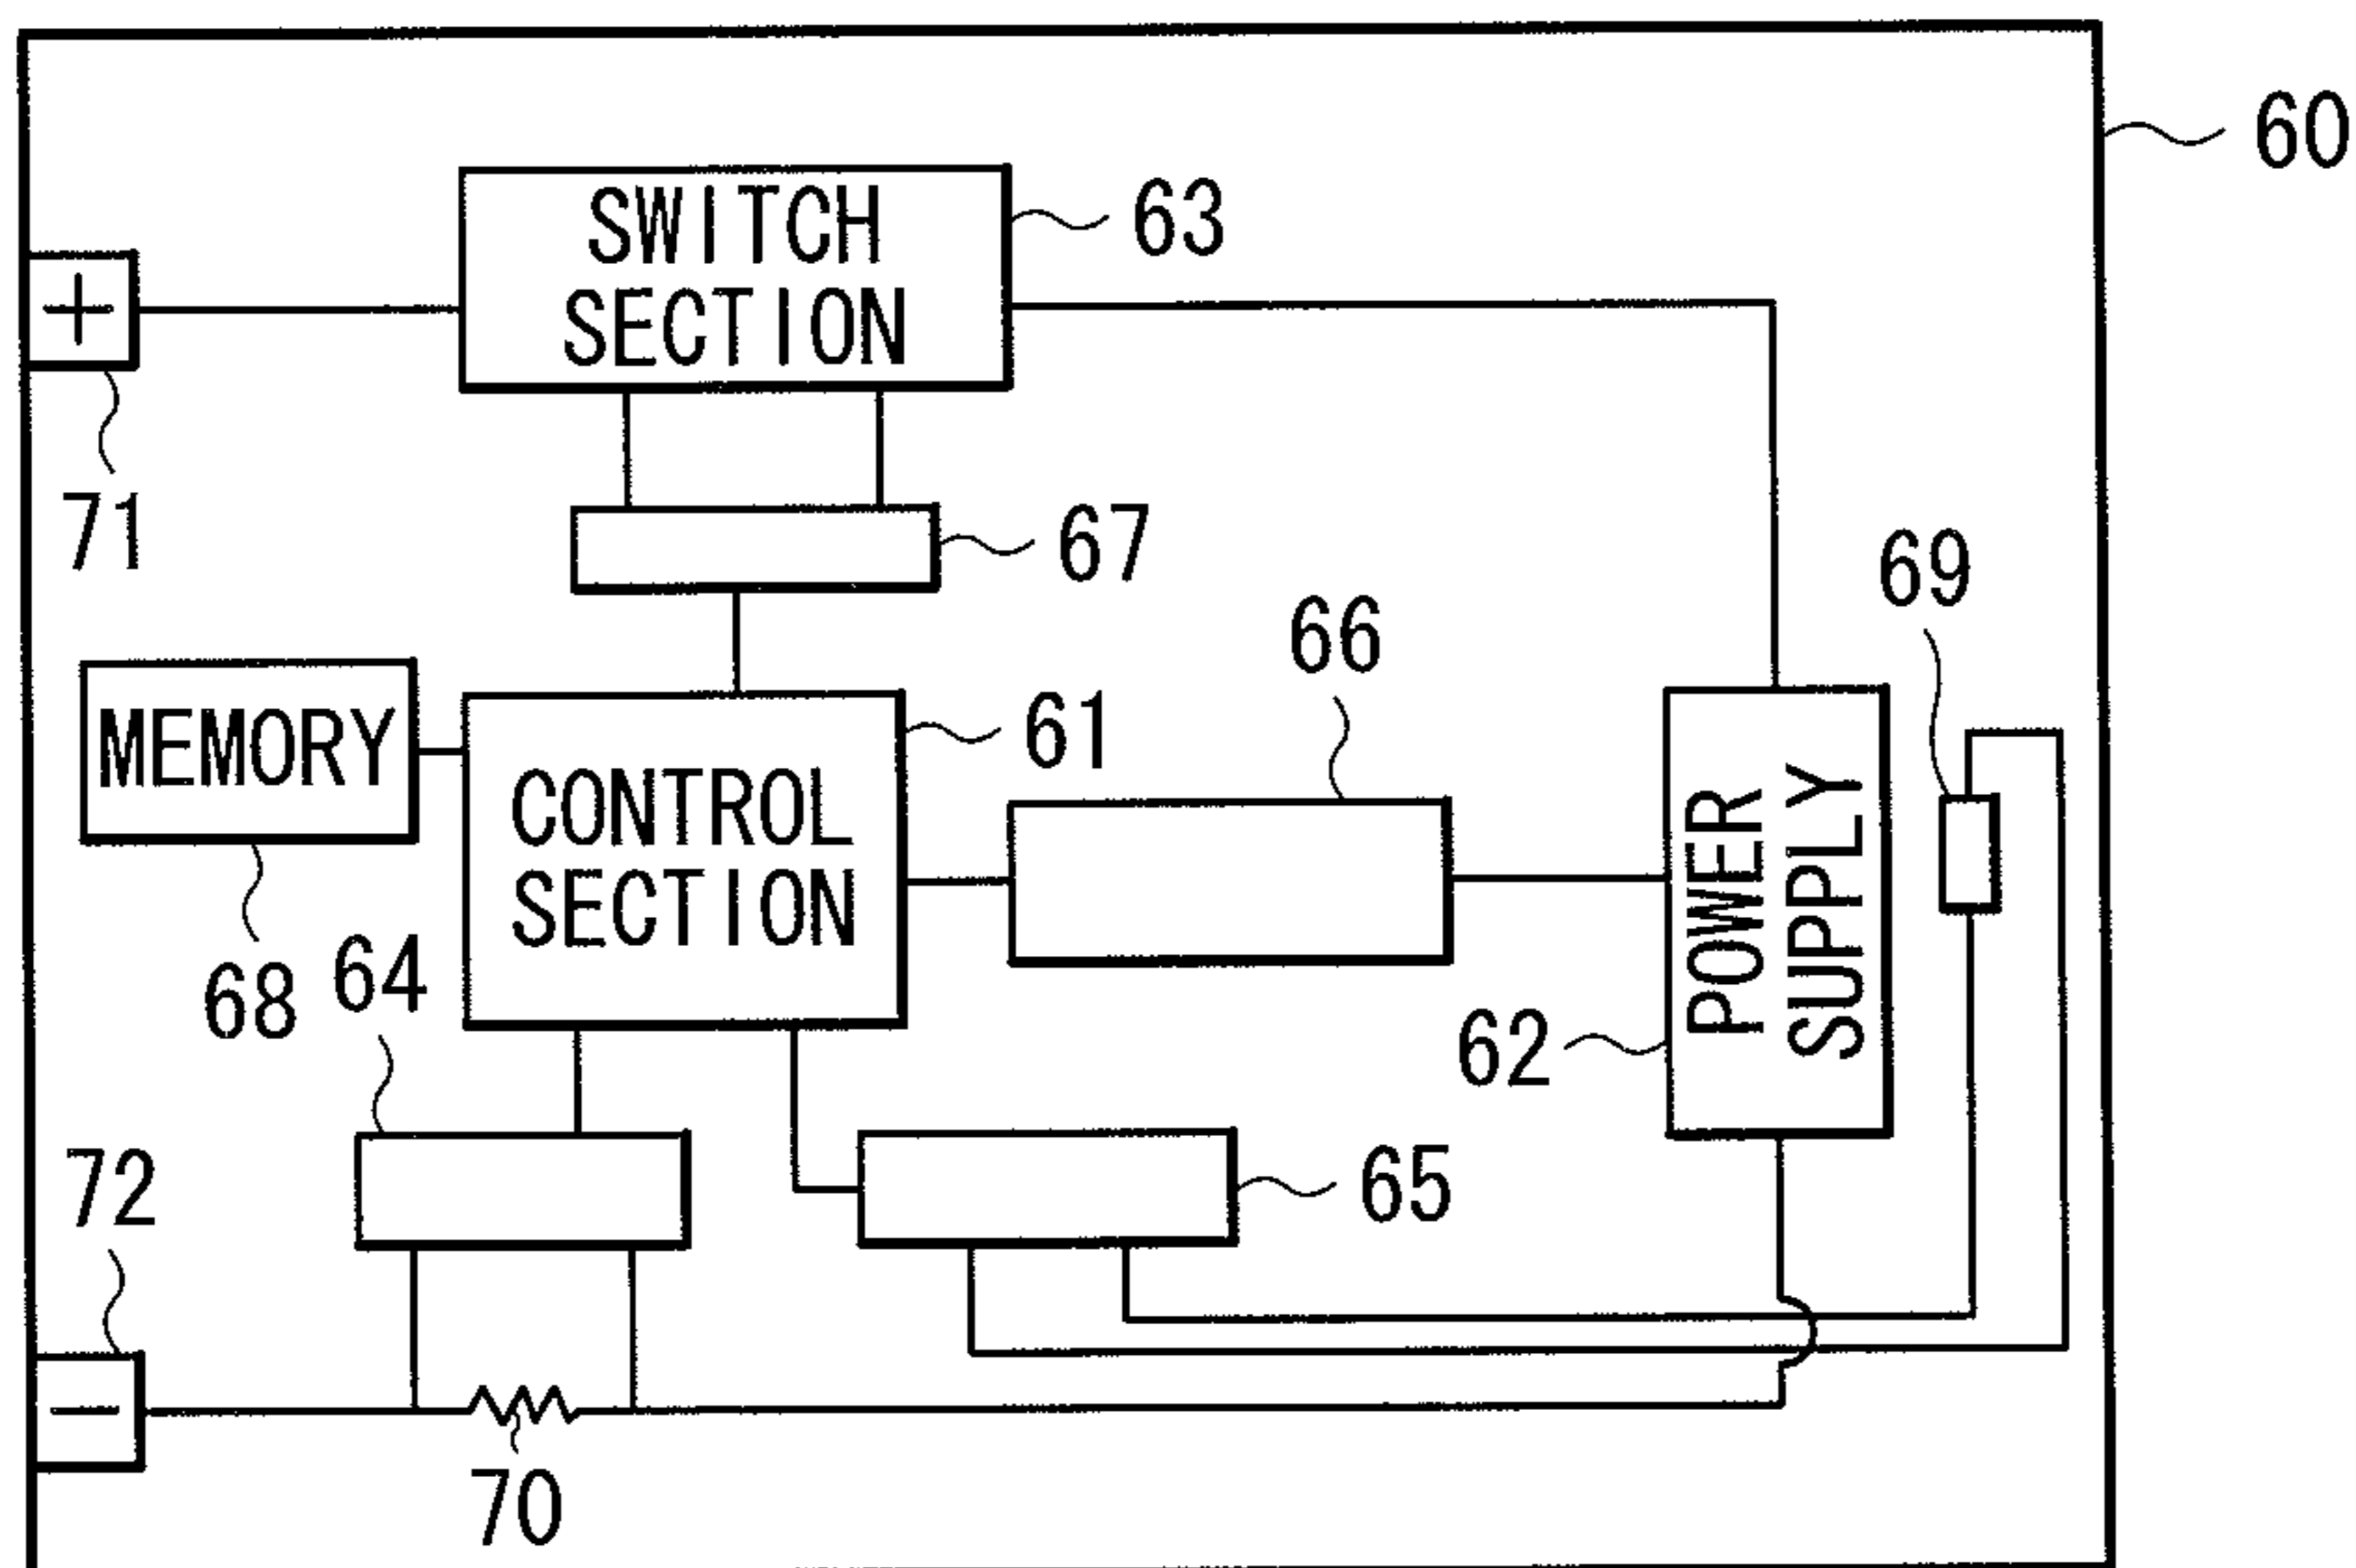 60
SWITCH
SECTION
63
+
71
67
69
66
MEMORY
61
CONTROL
SECTION
POWER
SUPPLY
68
64
62
72
65
−
70